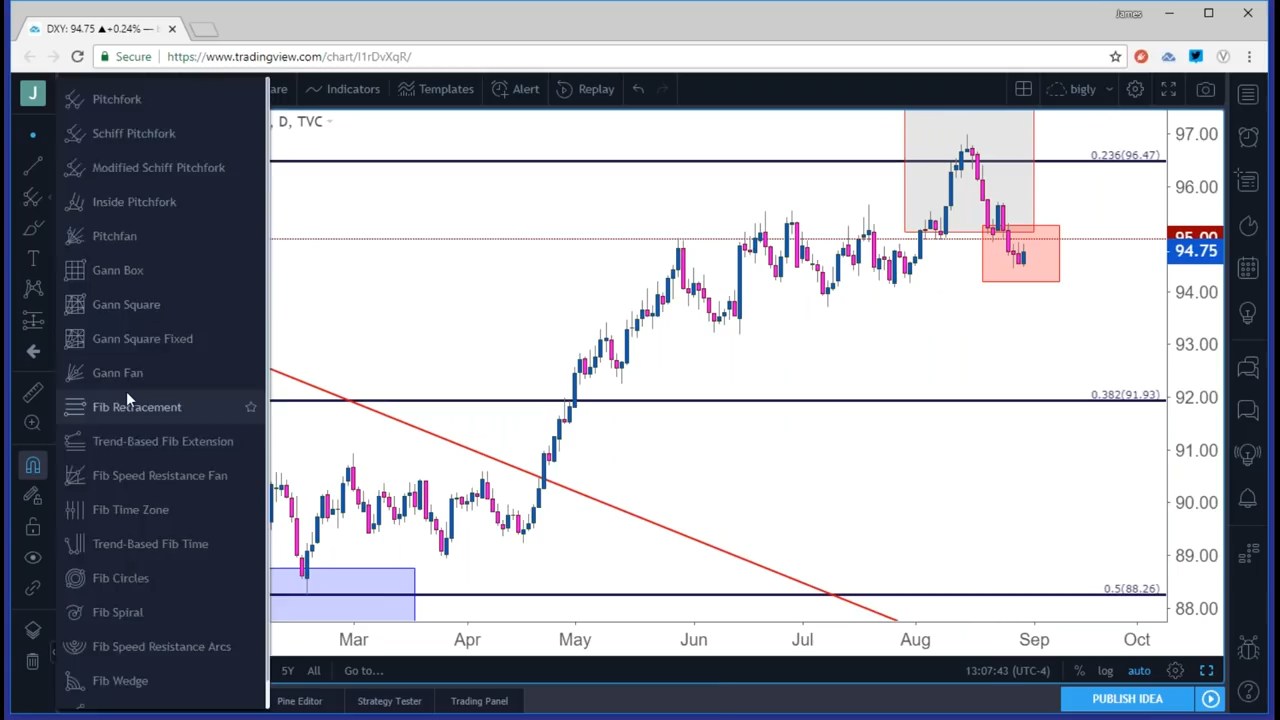 James
DXY: 94.75 ▲+0.24% —
Secure
https://www.tradingview.com/chart/I1rDvXqR/
J
are
Indicators
Templates
Alert
Replay
bigly
, D, TVC
Pitchfork
Schiff Pitchfork
Modified Schiff Pitchfork
Inside Pitchfork
Pitchfan
Gann Box
Gann Square
Gann Square Fixed
Gann Fan
Fib Retracement
Trend-Based Fib Extension
Fib Speed Resistance Fan
Fib Time Zone
Trend-Based Fib Time
Fib Circles
Fib Spiral
Fib Speed Resistance Arcs
Fib Wedge
0.236(96.47)
0.382(91.93)
0.5(88.26)
97.00
96.00
95.00
94.75
94.00
93.00
92.00
91.00
90.00
89.00
88.00
Mar
Apr
May
Jun
Jul
Aug
Sep
Oct
5Y
All
Go to...
13:07:43 (UTC-4)
%
log
auto
Pine Editor
Strategy Tester
Trading Panel
PUBLISH IDEA